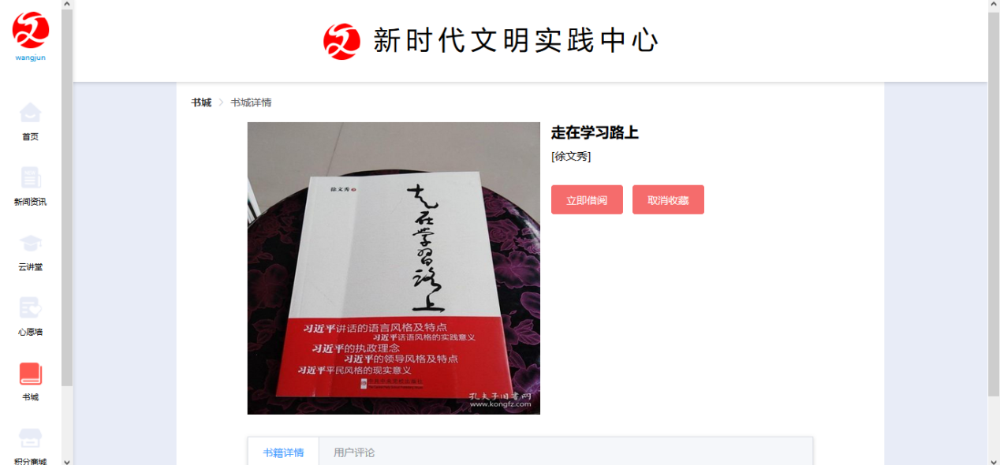 wangjun
首页
新闻资讯
云讲堂
心愿墙
书城
积分商城
新时代文明实践中心
书城 > 书城详情
徐文秀
走在学习路上
习近平讲话的语言风格及特点
习近平话语风格的实践意义
习近平的执政理念
习近平的领导风格及特点
习近平平民风格的现实意义
孔夫子旧书网
www.kongfz.com
走在学习路上
[徐文秀]
立即借阅
取消收藏
书籍详情
用户评论